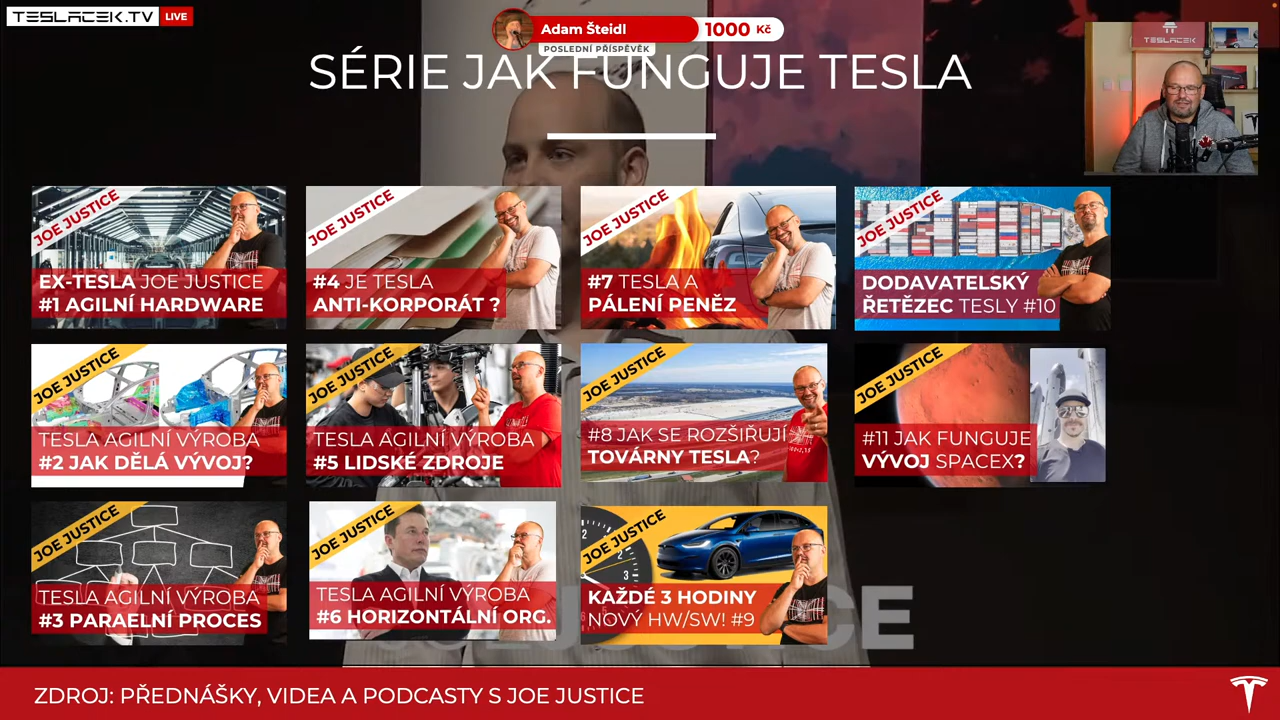 TESLACEK.TV LIVE
Adam Šteidl 1000 Kč
POSLEDNÍ PŘÍSPĚVĚK
TESLACEK
SÉRIE JAK FUNGUJE TESLA
JOE JUSTICE
EX-TESLA JOE JUSTICE
#1 AGILNÍ HARDWARE
JOE JUSTICE
#4 JE TESLA
ANTI-KORPORÁT ?
JOE JUSTICE
#7 TESLA A
PÁLENÍ PENĚZ
JOE JUSTICE
DODAVATELSKÝ
ŘETĚZEC TESLY #10
JOE JUSTICE
TESLA AGILNÍ VÝROBA
#2 JAK DĚLÁ VÝVOJ?
JOE JUSTICE
TESLA AGILNÍ VÝROBA
#5 LIDSKÉ ZDROJE
JOE JUSTICE
#8 JAK SE ROZŠIŘUJÍ
TOVÁRNY TESLA?
JOE JUSTICE
#11 JAK FUNGUJE
VÝVOJ SPACEX?
JOE JUSTICE
TESLA AGILNÍ VÝROBA
#3 PARAELNÍ PROCES
JOE JUSTICE
TESLA AGILNÍ VÝROBA
#6 HORIZONTÁLNÍ ORG.
JOE JUSTICE
KAŽDÉ 3 HODINY
NOVÝ HW/SW! #9
ZDROJ: PŘEDNÁŠKY, VIDEA A PODCASTY S JOE JUSTICE